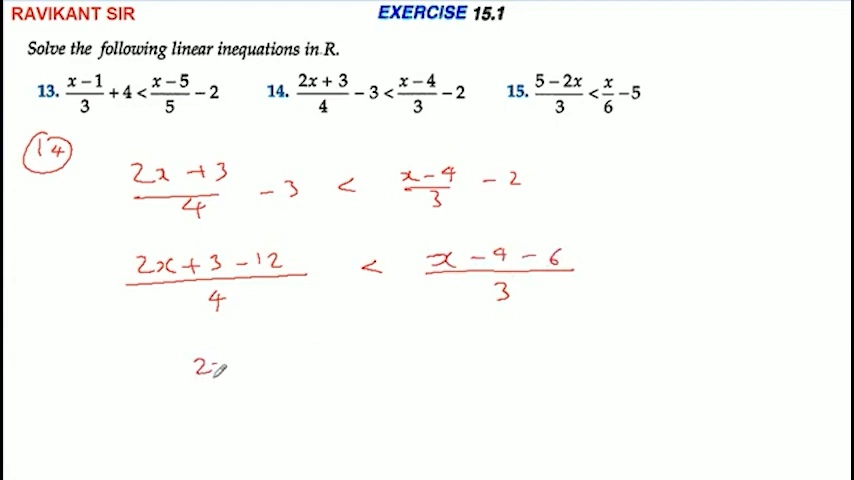 RAVIKANT SIR
EXERCISE 15.1
Solve the following linear inequations in R.
13. (x – 1)/3 + 4 < (x – 5)/5 – 2 14. (2x + 3)/4 – 3 < (x – 4)/3 – 2 15. (5 – 2x)/3 < x/6 – 5
14
(2x + 3)/4 - 3 < (x - 4)/3 - 2
(2x + 3 - 12)/4 < (x - 4 - 6)/3
2